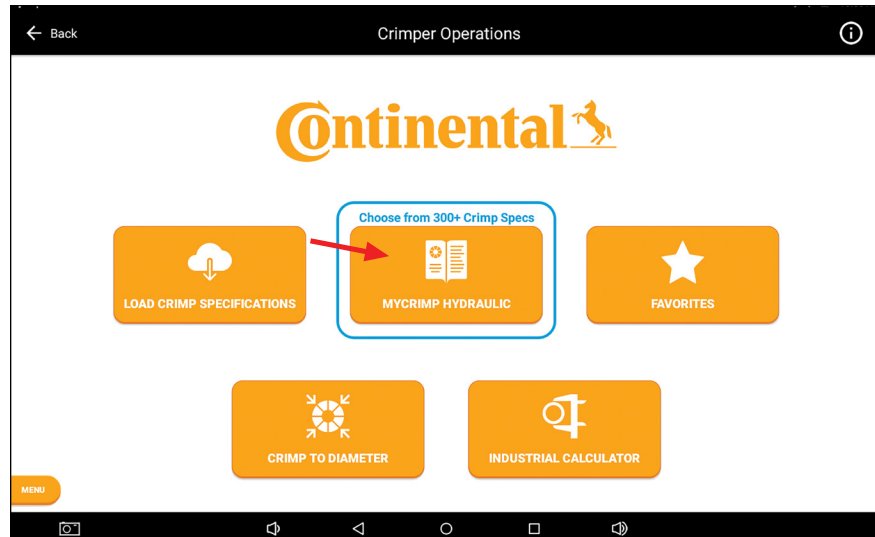 Back
Crimper Operations
Continental
Choose from 300+ Crimp Specs
LOAD CRIMP SPECIFICATIONS
MYCRIMP HYDRAULIC
FAVORITES
CRIMP TO DIAMETER
INDUSTRIAL CALCULATOR
MENU